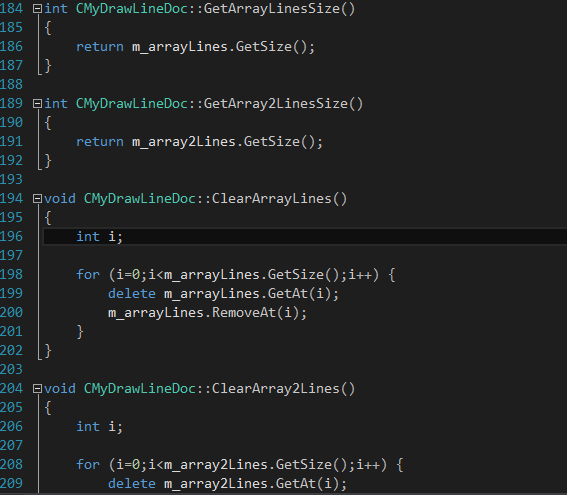 184 int CMyDrawLineDoc::GetArrayLinesSize()
185 {
186     return m_arrayLines.GetSize();
187 }
188
189 int CMyDrawLineDoc::GetArray2LinesSize()
190 {
191     return m_array2Lines.GetSize();
192 }
193
194 void CMyDrawLineDoc::ClearArrayLines()
195 {
196     int i;
197
198     for (i=0;i<m_arrayLines.GetSize();i++) {
199         delete m_arrayLines.GetAt(i);
200         m_arrayLines.RemoveAt(i);
201     }
202 }
203
204 void CMyDrawLineDoc::ClearArray2Lines()
205 {
206     int i;
207
208     for (i=0;i<m_array2Lines.GetSize();i++) {
209         delete m_array2Lines.GetAt(i);